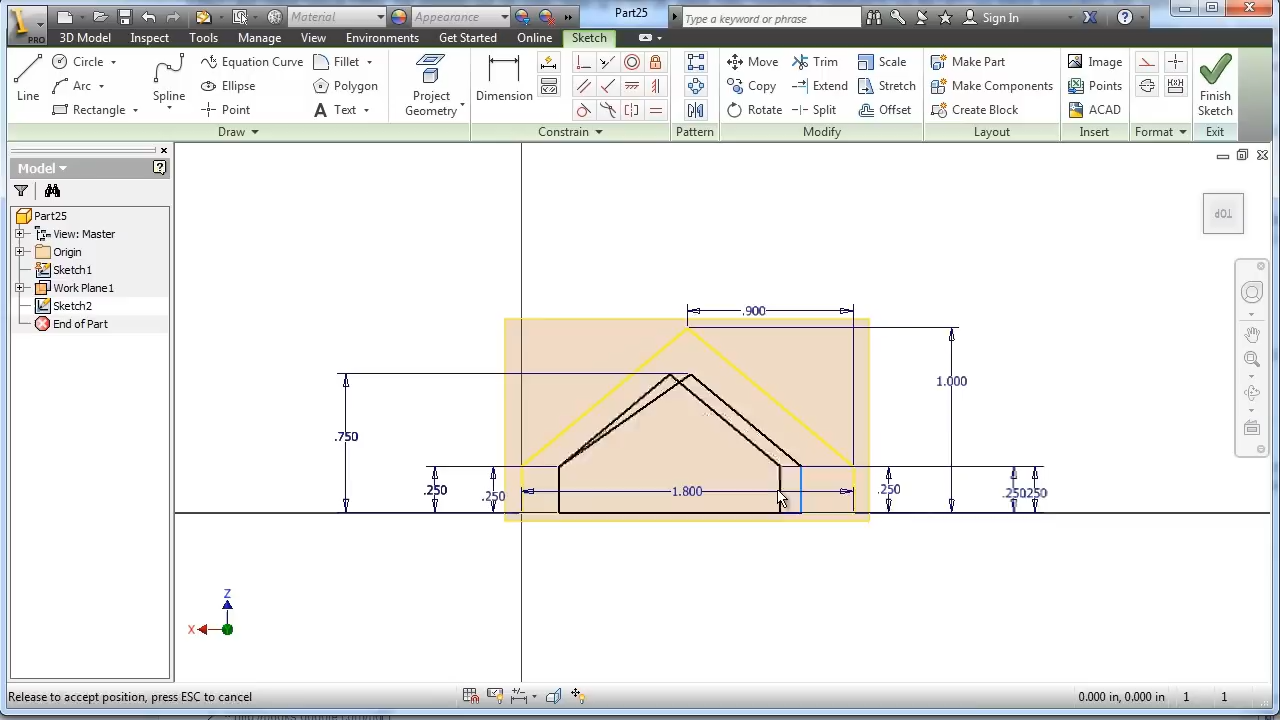 Material Appearance Part25 Type a keyword or phrase Sign In
PRO 3D Model Inspect Tools Manage View Environments Get Started Online Sketch
Line Circle Arc Rectangle Spline Equation Curve Ellipse Point Fillet Polygon Text Project Geometry Dimension Move Copy Rotate Trim Extend Split Scale Stretch Offset Make Part Make Components Create Block Image Points ACAD Finish Sketch
Draw Constrain Pattern Modify Layout Insert Format Exit
Model
Part25
View: Master
Origin
Sketch1
Work Plane1
Sketch2
End of Part
TOP
.900
1.000
.750
.250 .250 1.800 .250 .250 .250
Z
X
Release to accept position, press ESC to cancel 0.000 in, 0.000 in 1 1